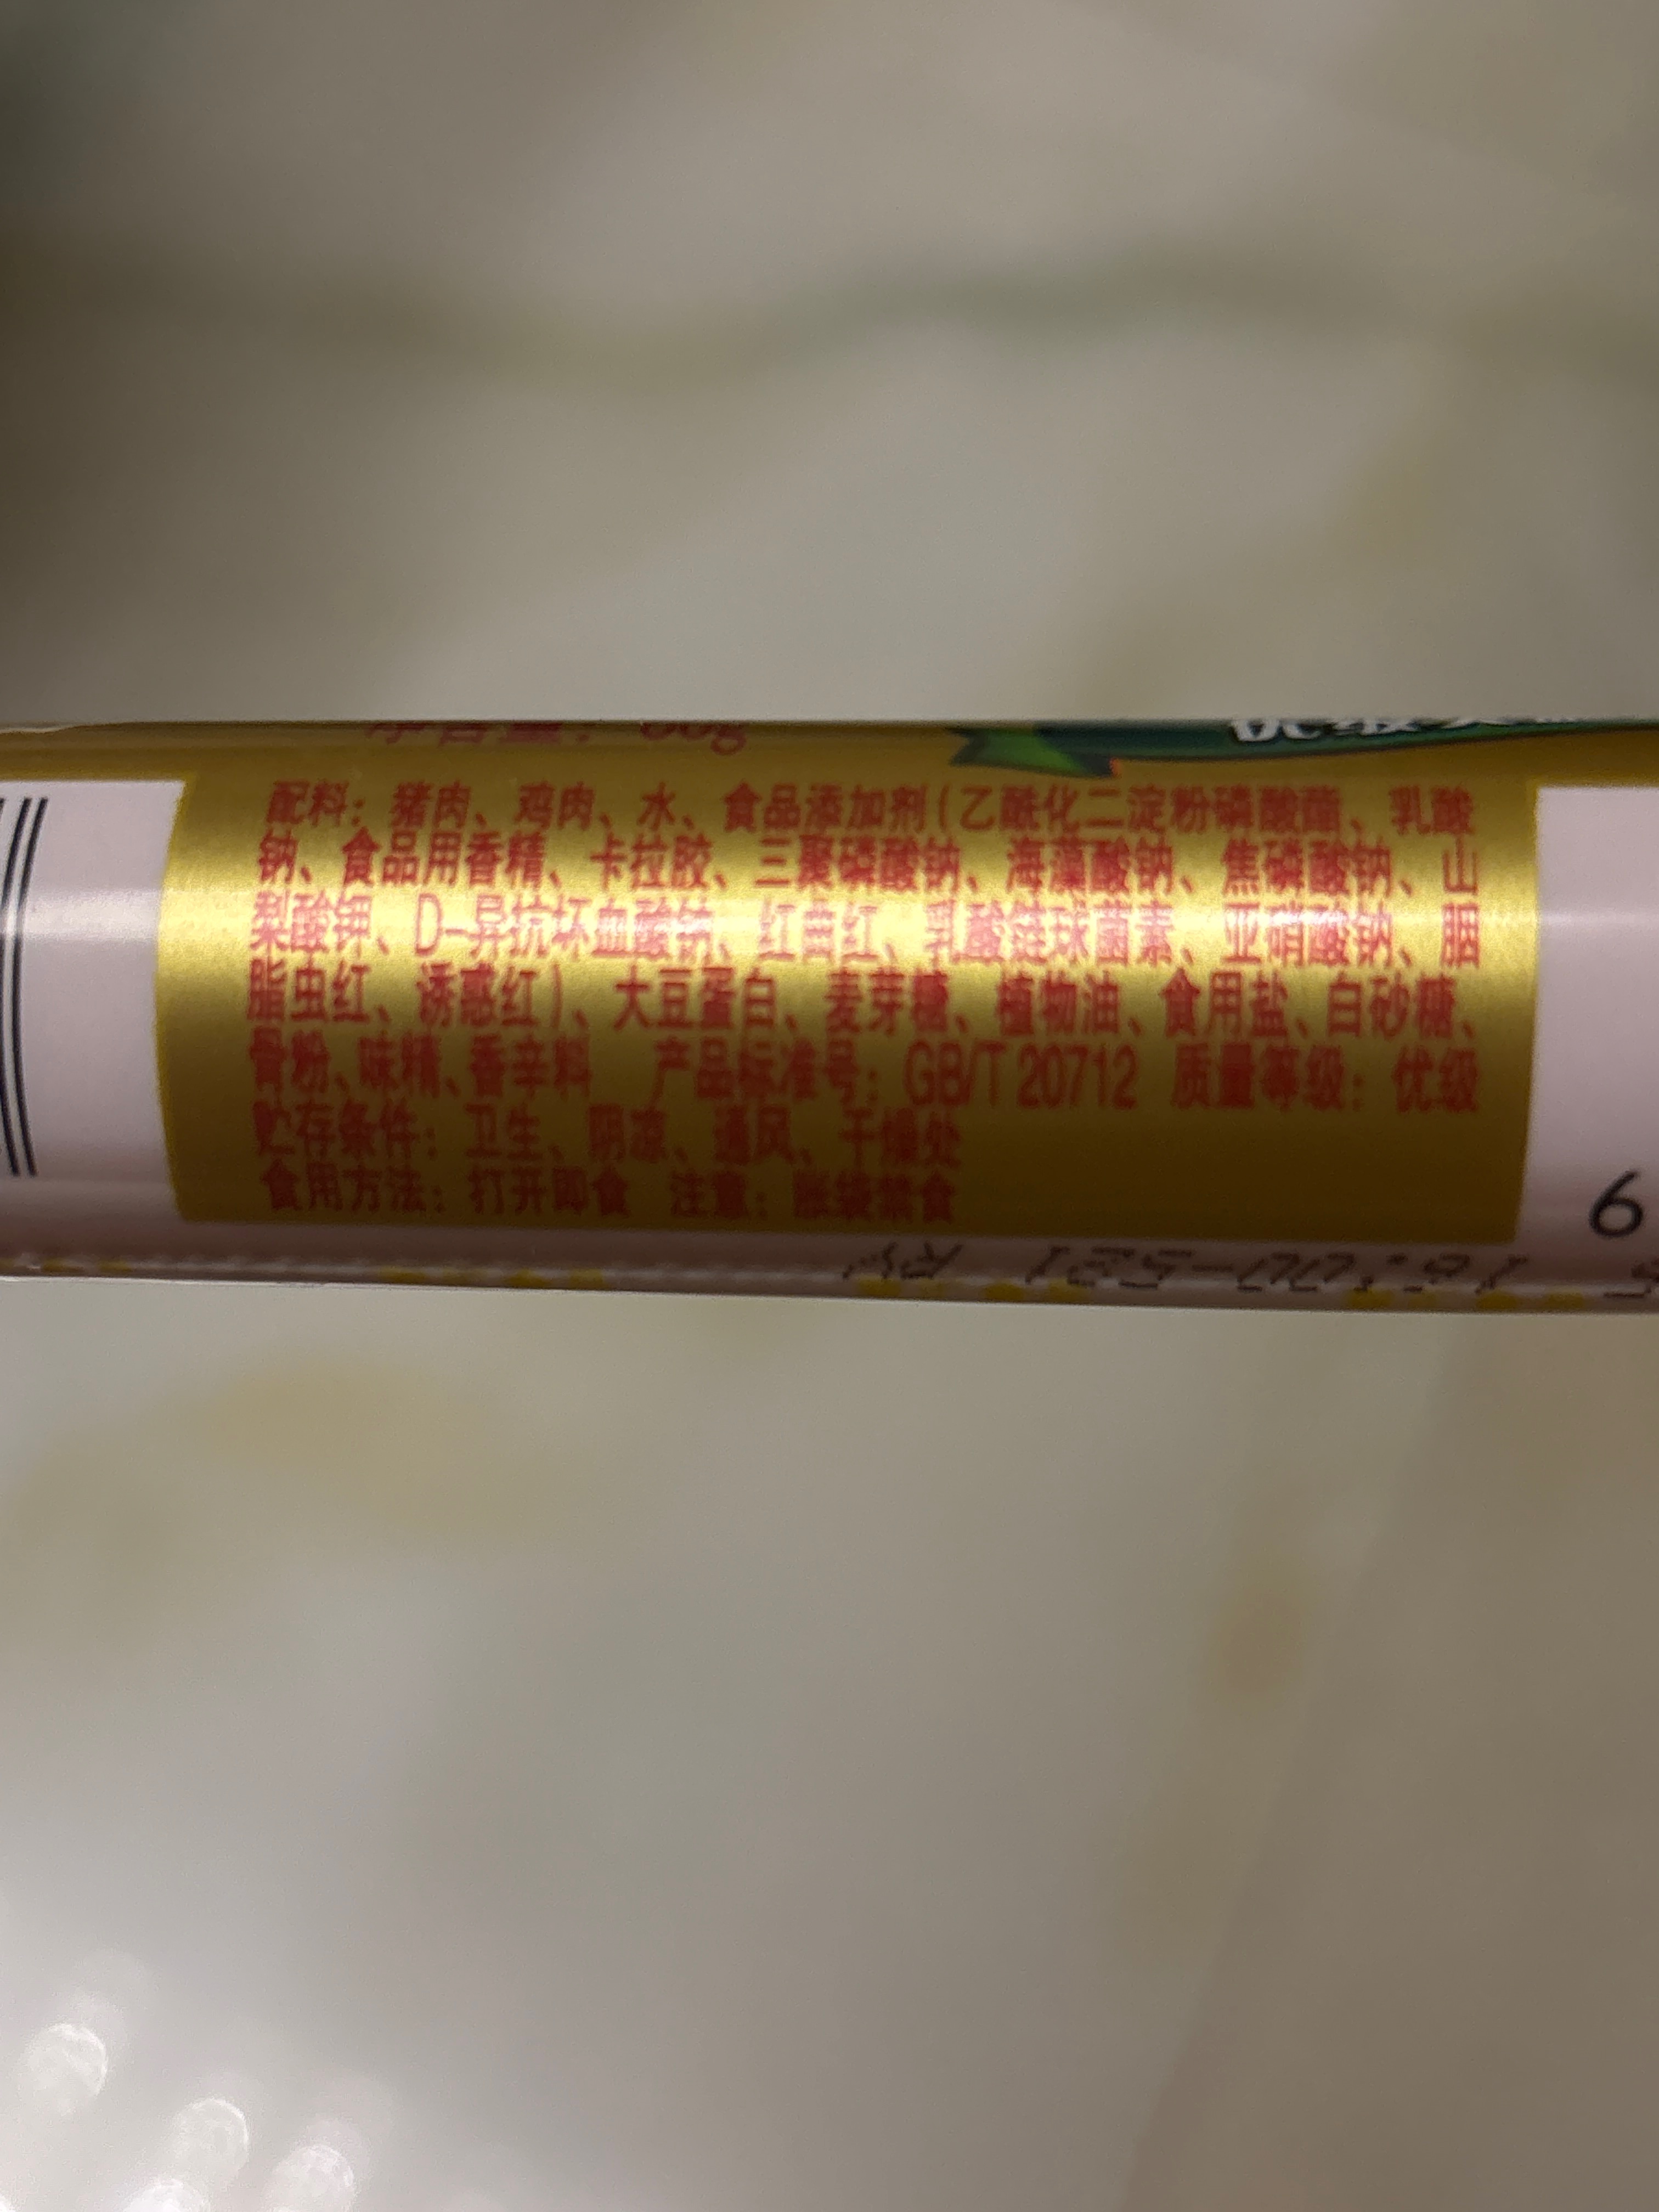 配料：猪肉、鸡肉、水、食品添加剂(乙酰化二淀粉磷酸酯、乳酸
钠、食品用香精、卡拉胶、三聚磷酸钠、海藻酸钠、焦磷酸钠、山
梨酸钾、D-异抗坏血酸钠、红曲红、乳酸链球菌素、亚硝酸钠、胭
脂虫红、诱惑红)、大豆蛋白、麦芽糖、植物油、食用盐、白砂糖、
骨粉、味精、香辛料 产品标准号：GB/T 20712 质量等级：优级
贮存条件：卫生、阴凉、通风、干燥处
食用方法：打开即食 注意：胀袋禁食
6